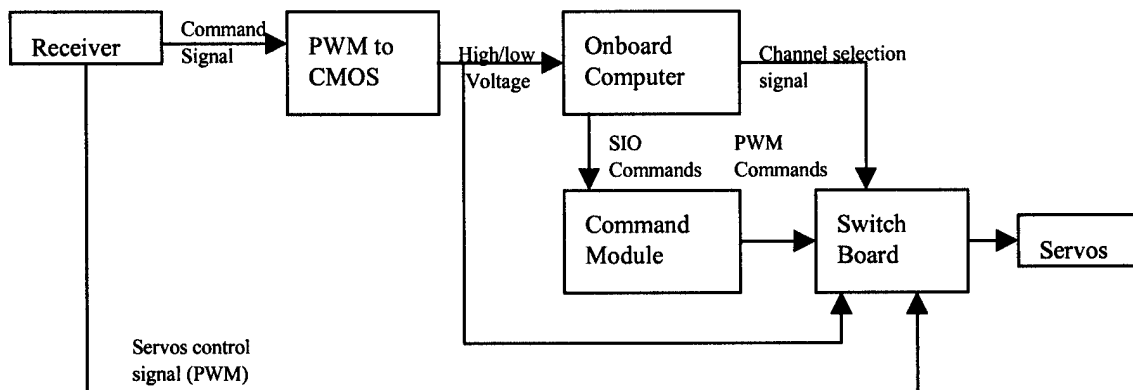 Receiver
Command
Signal
PWM to
CMOS
High/low
Voltage
Onboard
Computer
Channel selection
signal
SIO
Commands
PWM
Commands
Command
Module
Switch
Board
Servos
Servos control
signal (PWM)